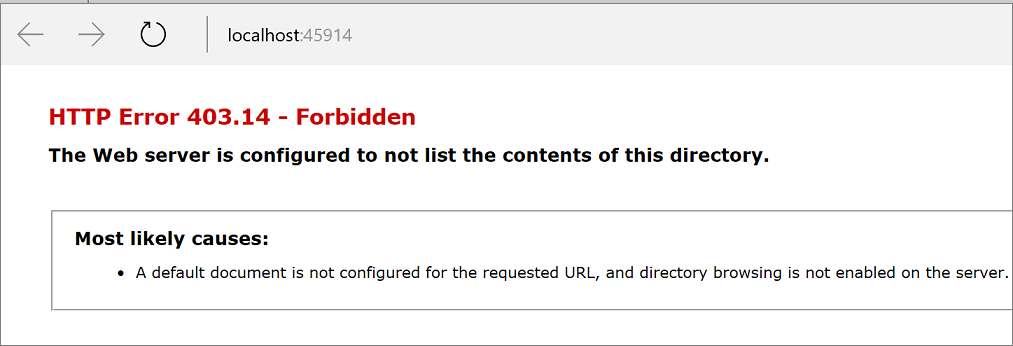 localhost:45914
HTTP Error 403.14 - Forbidden
The Web server is configured to not list the contents of this directory.
Most likely causes:
• A default document is not configured for the requested URL, and directory browsing is not enabled on the server.